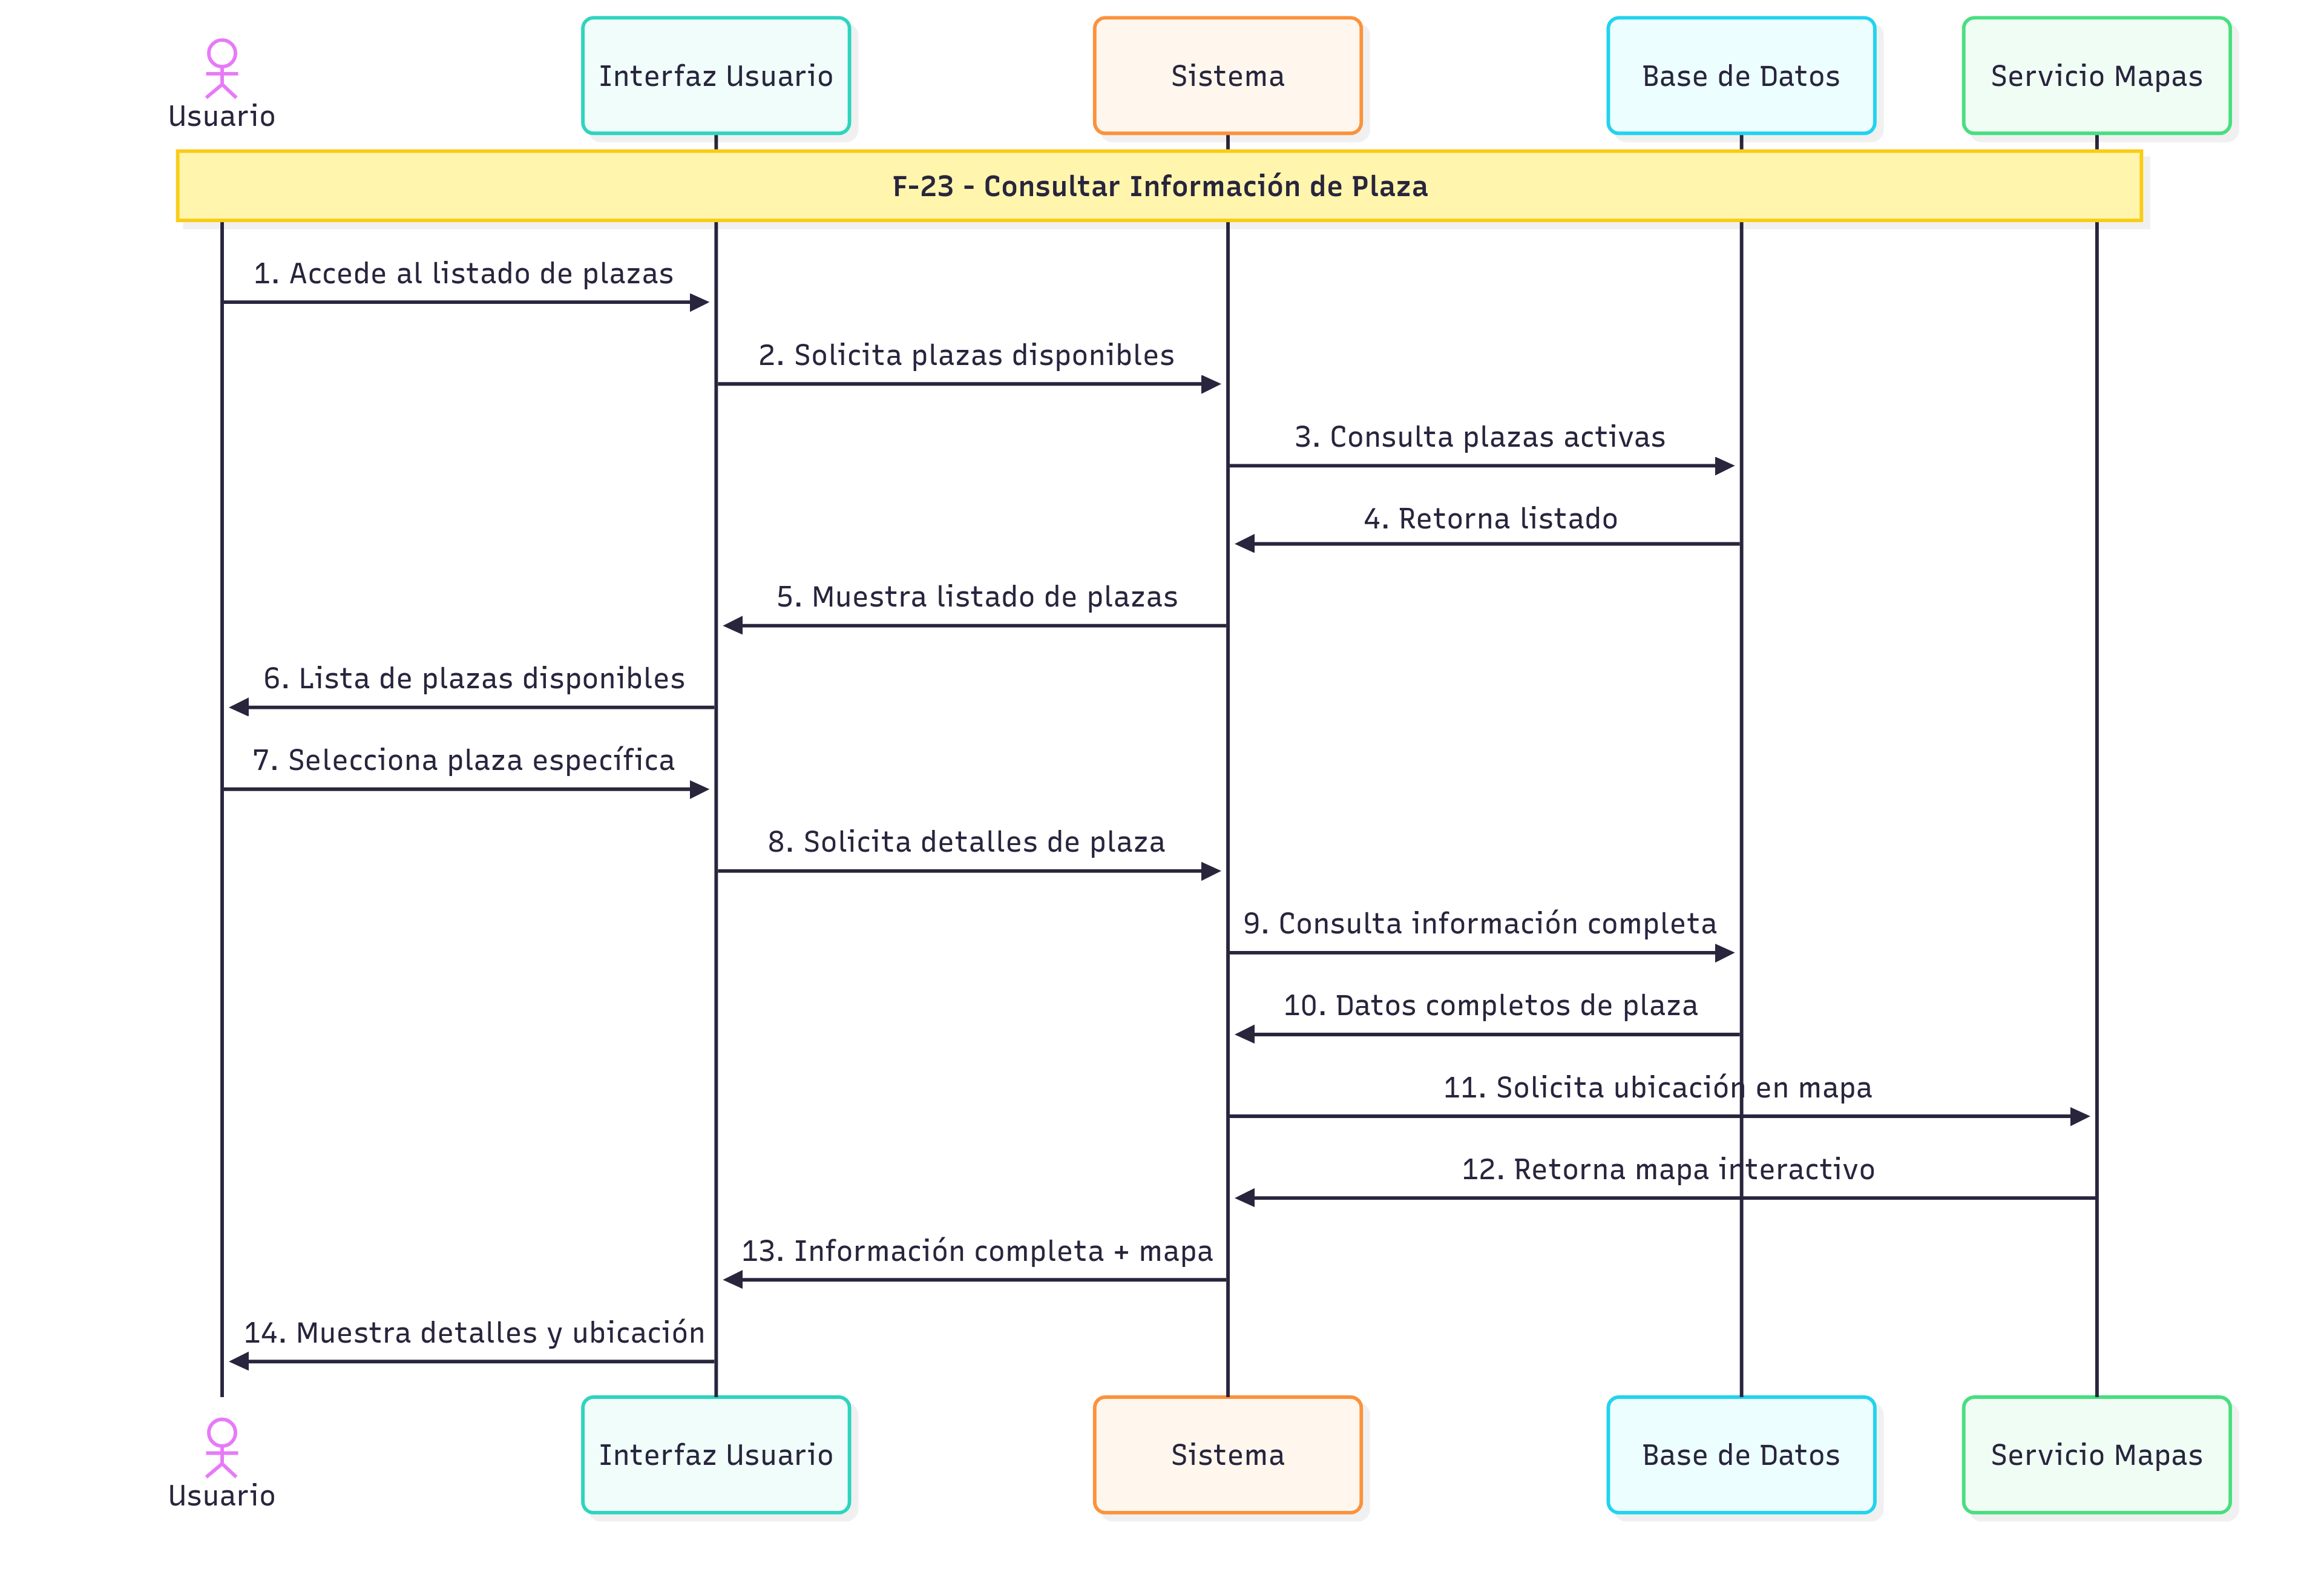 Usuario
Interfaz Usuario
Sistema
Base de Datos
Servicio Mapas
F-23 - Consultar Información de Plaza
1. Accede al listado de plazas
2. Solicita plazas disponibles
3. Consulta plazas activas
4. Retorna listado
5. Muestra listado de plazas
6. Lista de plazas disponibles
7. Selecciona plaza específica
8. Solicita detalles de plaza
9. Consulta información completa
10. Datos completos de plaza
11. Solicita ubicación en mapa
12. Retorna mapa interactivo
13. Información completa + mapa
14. Muestra detalles y ubicación
Usuario
Interfaz Usuario
Sistema
Base de Datos
Servicio Mapas